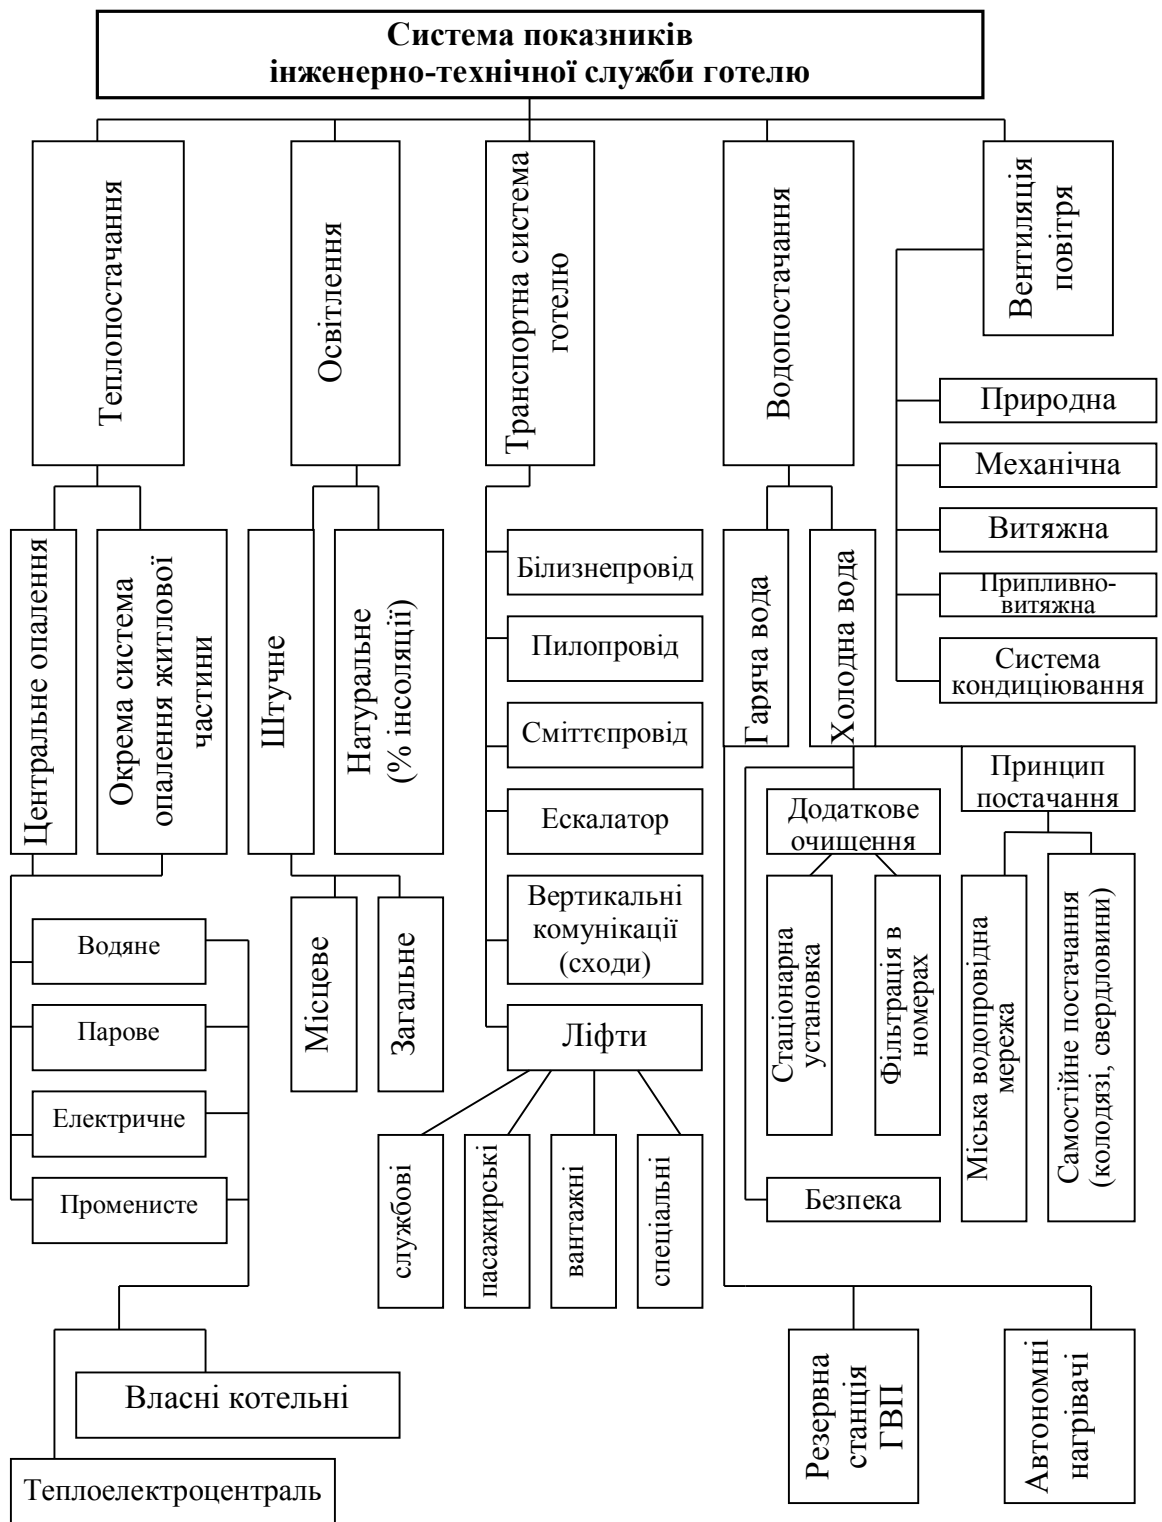 Система показників
інженерно-технічної служби готелю
Теплопостачання
Освітлення
Транспортна система
готелю
Водопостачання
Вентиляція
повітря
Природна
Механічна
Витяжна
Припливно-
витяжна
Система
кондиціювання
Центральне опалення
Окрема система
опалення житлової
частини
Штучне
Натуральне
(% інсоляції)
Білизнепровід
Пилопровід
Сміттєпровід
Ескалатор
Вертикальні
комунікації
(сходи)
Ліфти
Гаряча вода
Холодна вода
Принцип
постачання
Додаткове
очищення
Водяне
Парове
Електричне
Променисте
Місцеве
Загальне
Стаціонарна
установка
Фільтрація в
номерах
Міська водопровідна
мережа
Самостійне постачання
(колодязі, свердловини)
Безпека
службові
пасажирські
вантажні
спеціальні
Власні котельні
Теплоелектроцентраль
Резервна
станція
ГВП
Автономні
нагрівачі